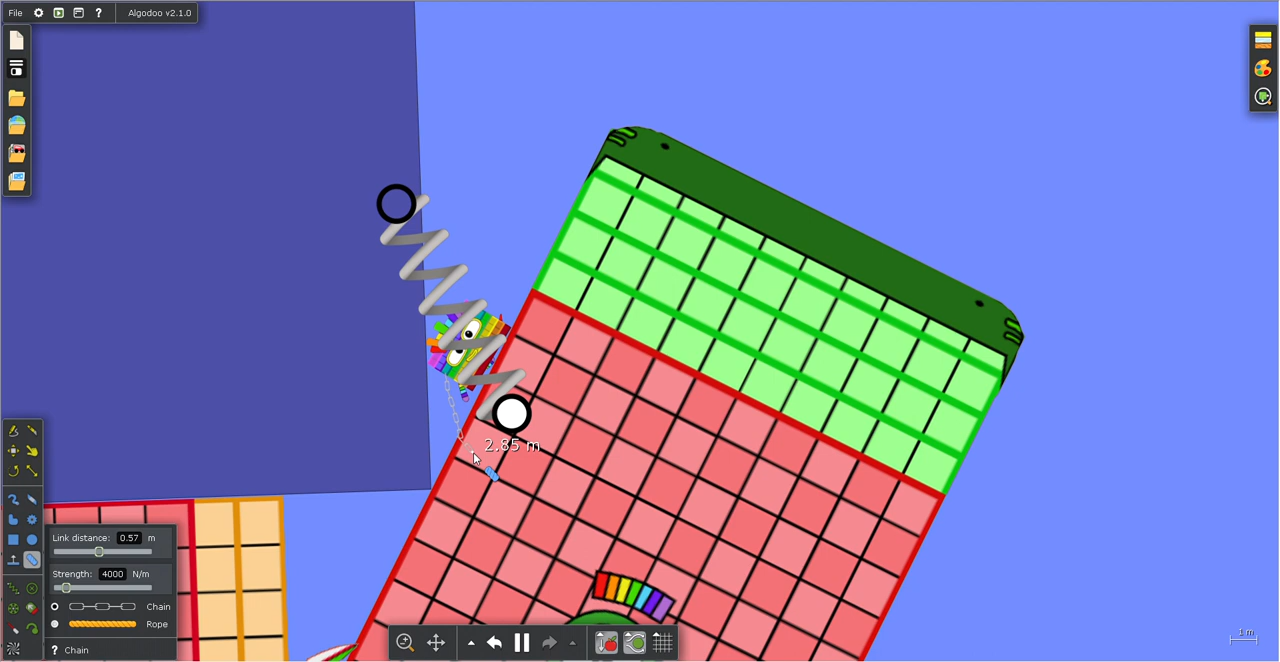 File ? Algodoo v2.1.0
2.85 m
Link distance: 0.57 m
Strength: 4000 N/m
Chain
Rope
? Chain
1 m